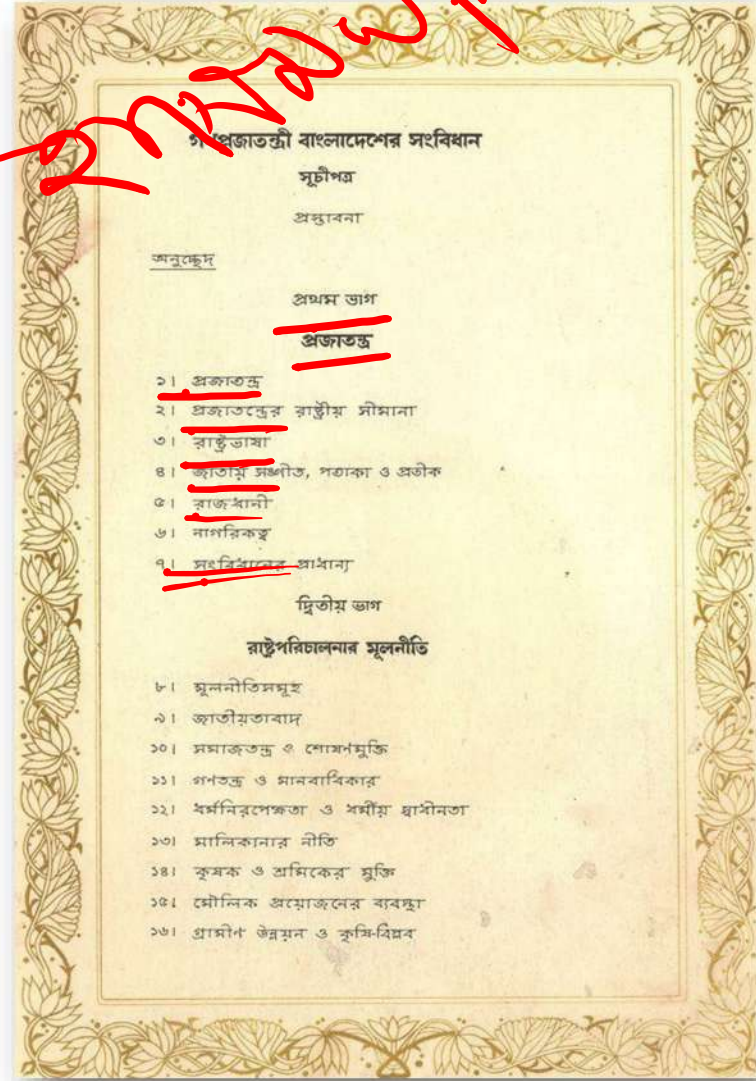 গণপ্রজাতন্ত্রী বাংলাদেশের সংবিধান
সূচীপত্র
প্রস্তাবনা
অনুচ্ছেদ
প্রথম ভাগ
প্রজাতন্ত্র
১। প্রজাতন্ত্র
২। প্রজাতন্ত্রের রাষ্ট্রীয় সীমানা
৩। রাষ্ট্রভাষা
৪। জাতীয় সঙ্গীত, পতাকা ও প্রতীক
৫। রাজধানী
৬। নাগরিকত্ব
৭। সংবিধানের প্রাধান্য
দ্বিতীয় ভাগ
রাষ্ট্রপরিচালনার মূলনীতি
৮। মূলনীতিসমূহ
৯। জাতীয়তাবাদ
১০। সমাজতন্ত্র ও শোষণমুক্তি
১১। গণতন্ত্র ও মানবাধিকার
১২। ধর্মনিরপেক্ষতা ও ধর্মীয় স্বাধীনতা
১৩। মালিকানার নীতি
১৪। কৃষক ও শ্রমিকের মুক্তি
১৫। মৌলিক প্রয়োজনের ব্যবস্থা
১৬। গ্রামীণ উন্নয়ন ও কৃষি-বিপ্লব